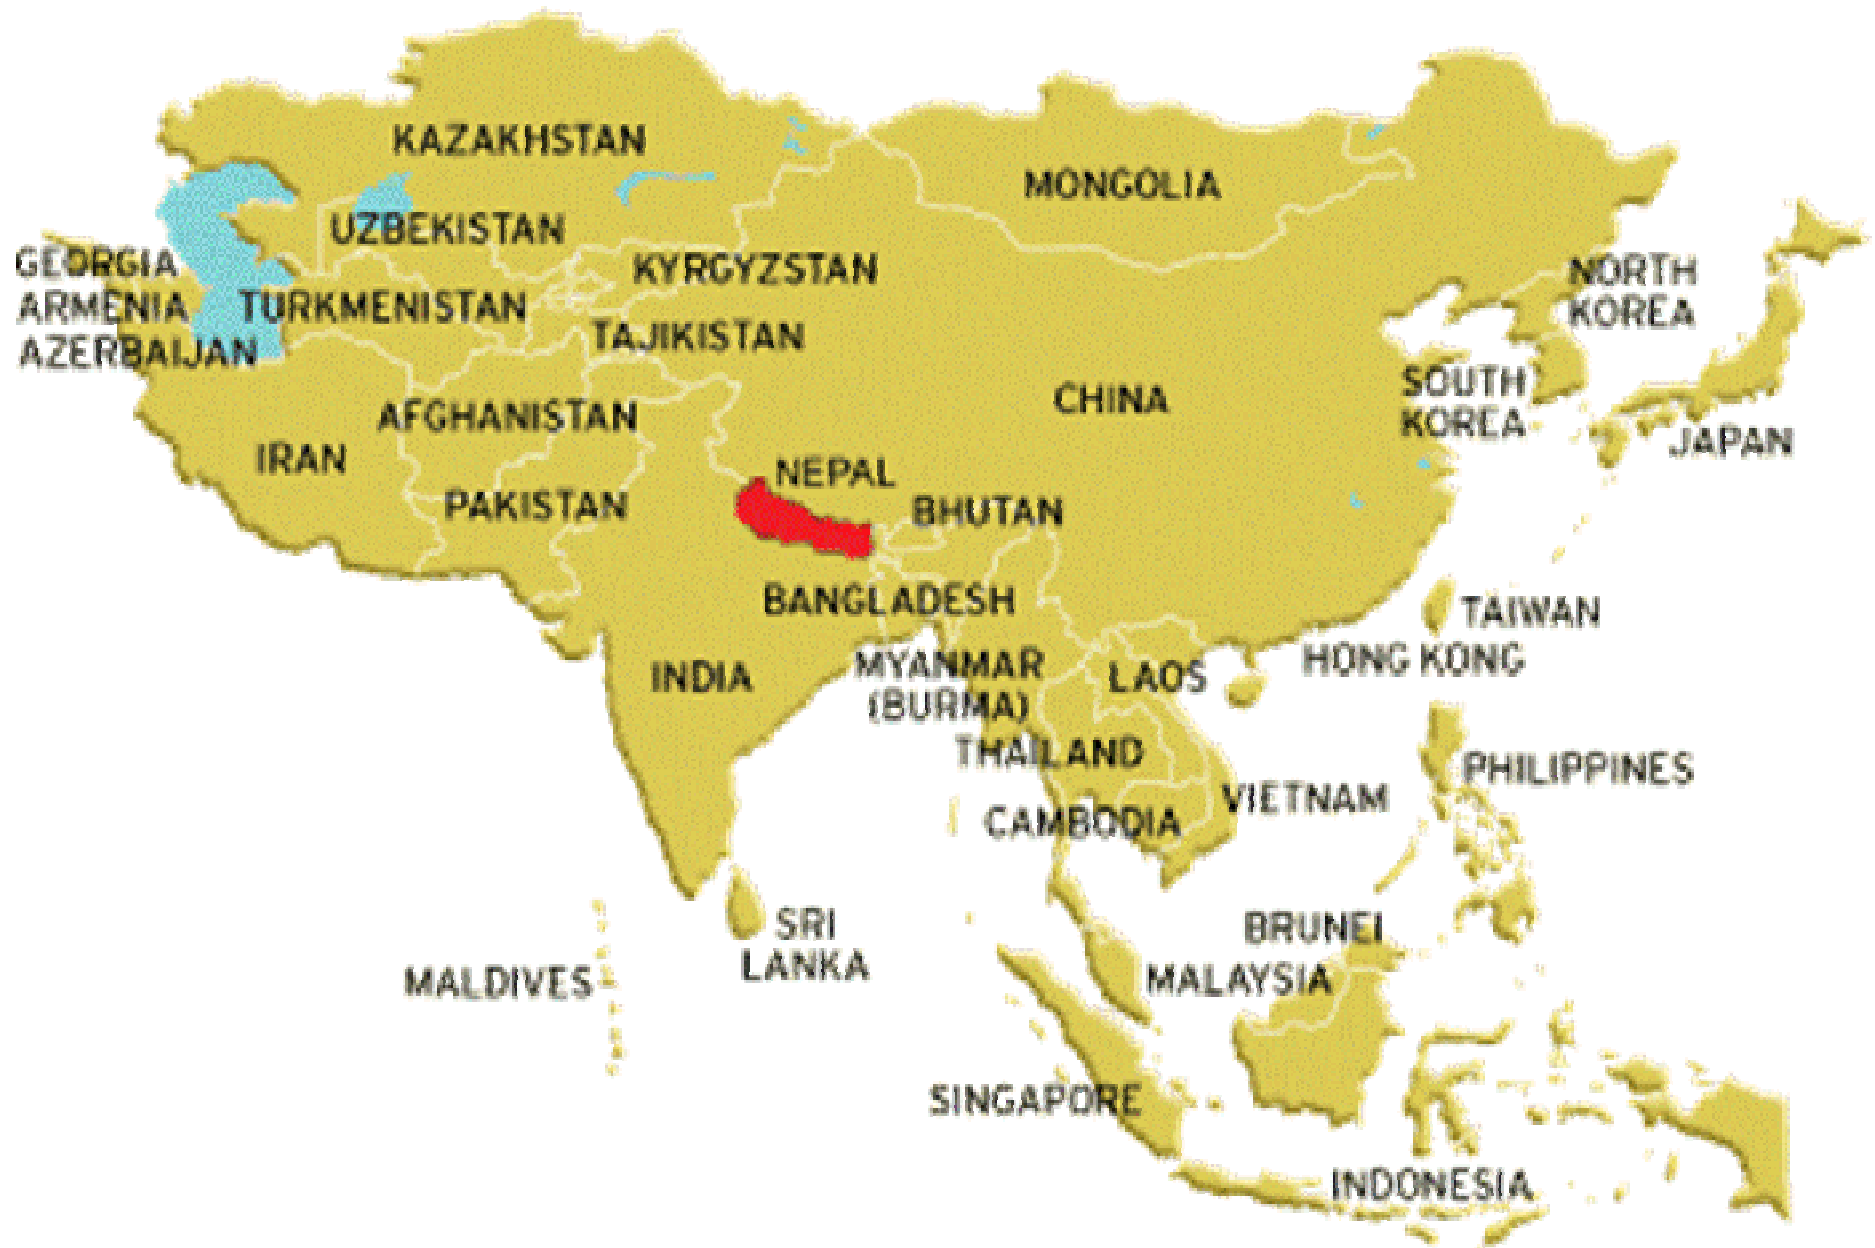 KAZAKHSTAN
MONGOLIA
UZBEKISTAN
GEORGIA
KYRGYZSTAN
NORTH
KOREA
ARMENIA
TURKMENISTAN
TAJIKISTAN
AZERBAIJAN
CHINA
SOUTH
KOREA
AFGHANISTAN
JAPAN
IRAN
NEPAL
PAKISTAN
BHUTAN
BANGLADESH
TAIWAN
INDIA
MYANMAR
(BURMA)
LAOS
HONG KONG
THAILAND
PHILIPPINES
VIETNAM
CAMBODIA
SRI
LANKA
BRUNEI
MALDIVES
MALAYSIA
SINGAPORE
INDONESIA